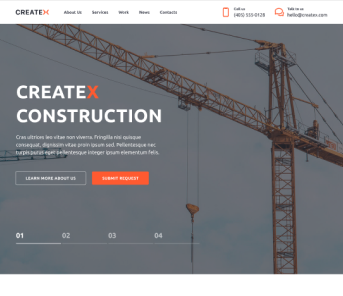 CREATEX
About Us Services Work News Contacts
Call us
(405) 555-0128
Talk to us
hello@createx.com
CREATEX
CONSTRUCTION
Cras ultrices leo vitae non viverra. Fringilla nisi quisque
consequat, dignissim vitae proin ipsum sed. Pellentesque nec
turpis purus eget pellentesque integer ipsum elementum felis.
LEARN MORE ABOUT US
SUBMIT REQUEST
01 02 03 04